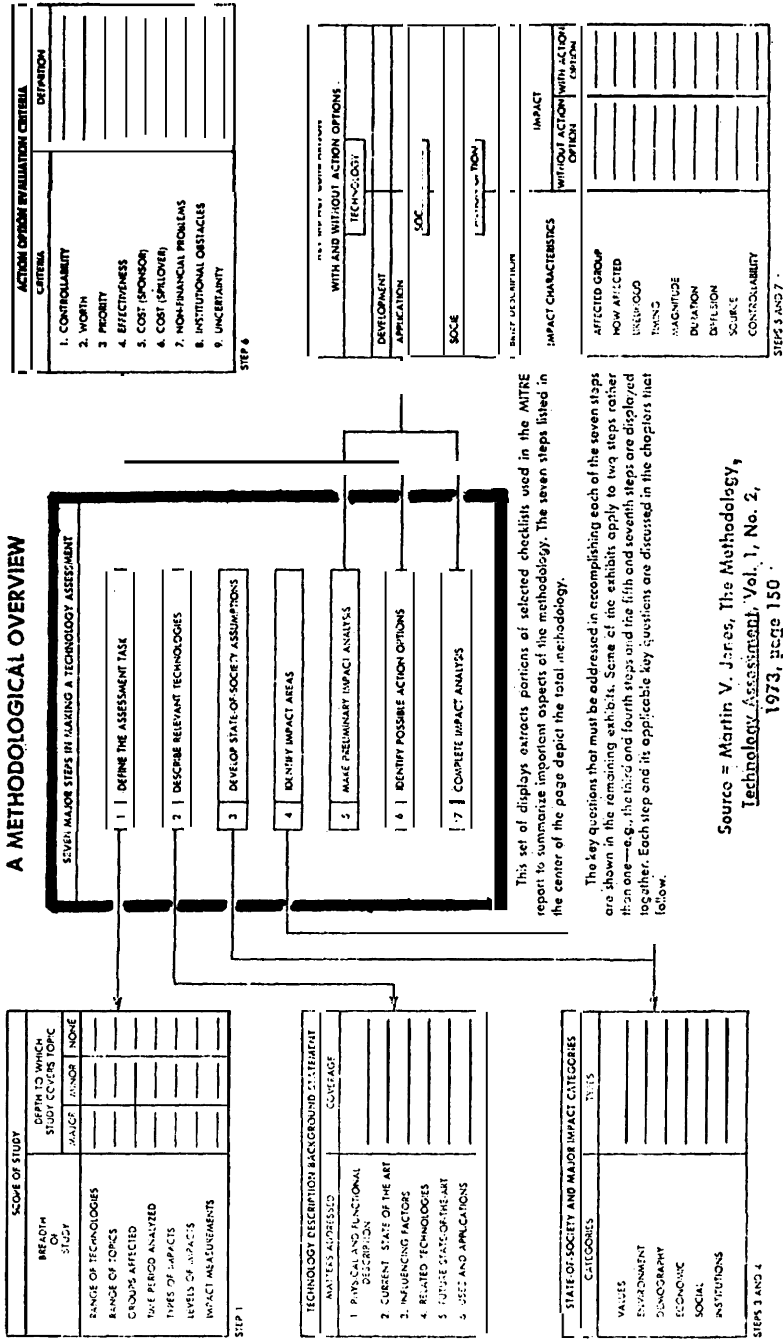 A METHODOLOGICAL OVERVIEW
SCOPE OF STUDY
BREADTH
OF
STUDY
DEPTH TO WHICH
STUDY COVERS TOPIC
MAJOR MINOR NONE
RANGE OF TECHNOLOGIES
RANGE OF TOPICS
GROUPS AFFECTED
TIME PERIOD ANALYZED
TYPES OF IMPACTS
LEVELS OF IMPACTS
IMPACT MEASUREMENTS
STEP 1
TECHNOLOGY DESCRIPTION BACKGROUND STATEMENT
MATTERS ADDRESSED COVERAGE
1 PHYSICAL AND FUNCTIONAL
DESCRIPTION
2. CURRENT STATE OF THE ART
3. INFLUENCING FACTORS
4. RELATED TECHNOLOGIES
5 FUTURE STATE-OF-THE-ART
6 USES AND APPLICATIONS
STATE-OF-SOCIETY AND MAJOR IMPACT CATEGORIES
CATEGORIES TYPES
VALUES
ENVIRONMENT
DEMOGRAPHY
ECONOMIC
SOCIAL
INSTITUTIONS
STEPS 3 AND 4
SEVEN MAJOR STEPS IN MAKING A TECHNOLOGY ASSESSMENT
1 DEFINE THE ASSESSMENT TASK
2 DESCRIBE RELEVANT TECHNOLOGIES
3 DEVELOP STATE-OF-SOCIETY ASSUMPTIONS
4 IDENTIFY IMPACT AREAS
5 MAKE PRELIMINARY IMPACT ANALYSIS
6 IDENTIFY POSSIBLE ACTION OPTIONS
7 COMPLETE IMPACT ANALYSIS
This set of displays extracts portions of selected checklists used in the MITRE
report to summarize important aspects of the methodology. The seven steps listed in
the center of the page depict the total methodology.
The key questions that must be addressed in accomplishing each of the seven steps
are shown in the remaining exhibits. Some of the exhibits apply to two steps rather
than one—e.g., the third and fourth steps and the fifth and seventh steps are displayed
together. Each step and its applicable key questions are discussed in the chapters that
follow.
Source = Martin V. Jones, The Methodology,
Technology Assessment, Vol. 1, No. 2,
1973, page 150
ACTION OPTION EVALUATION CRITERIA
CRITERIA DEFINITION
1. CONTROLLABILITY
2. WORTH
3 PRIORITY
4. EFFECTIVENESS
5. COST (SPONSOR)
6. COST (SPILLOVER)
7. NON-FINANCIAL PROBLEMS
8. INSTITUTIONAL OBSTACLES
9. UNCERTAINTY
STEP 6
WITH AND WITHOUT ACTION OPTIONS
TECHNOLOGY
DEVELOPMENT
APPLICATION
SOC
SOCIE
BRIEF DESCRIPTION
IMPACT CHARACTERISTICS
IMPACT
WITHOUT ACTION
OPTION
WITH ACTION
OPTION
AFFECTED GROUP
HOW AFFECTED
LIKELIHOOD
TIMING
MAGNITUDE
DURATION
DIFFUSION
SOURCE
CONTROLLABILITY
STEPS 5 AND 7